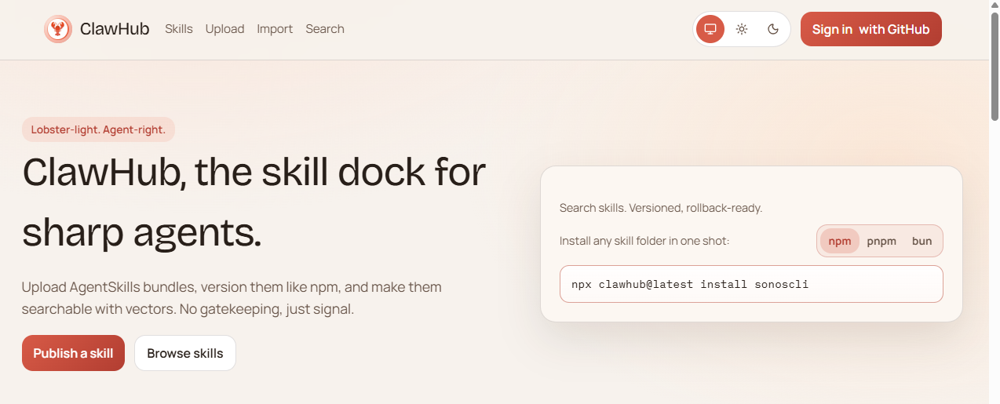 ClawHub Skills Upload Import Search Sign in with GitHub
Lobster-light. Agent-right.
ClawHub, the skill dock for
sharp agents.
Upload AgentSkills bundles, version them like npm, and make them
searchable with vectors. No gatekeeping, just signal.
Publish a skill Browse skills
Search skills. Versioned, rollback-ready.
Install any skill folder in one shot: npm pnpm bun
npx clawhub@latest install sonoscli